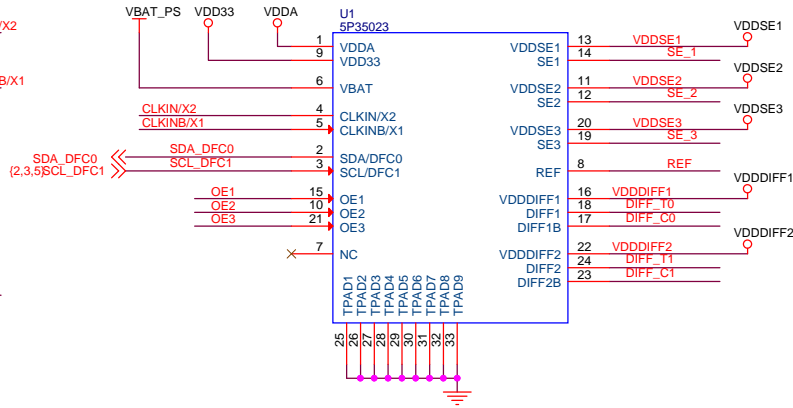 /X2
B/X1
VBAT_PS
VDD33
VDDA
U1
5P35023
1 VDDA
9 VDD33
6 VBAT
CLKIN/X2 4 CLKIN/X2
CLKINB/X1 5 CLKINB/X1
SDA_DFC0 SDA_DFC0 2 SDA/DFC0
{2,3,5}SCL_DFC1 SCL_DFC1 3 SCL/DFC1
OE1 15 OE1
OE2 10 OE2
OE3 21 OE3
7 NC
VDDSE1 13 VDDSE1 VDDSE1
SE1 14 SE_1
VDDSE2 11 VDDSE2 VDDSE2
SE2 12 SE_2
VDDSE3 20 VDDSE3 VDDSE3
SE3 19 SE_3
REF 8 REF
VDDDIFF1 16 VDDDIFF1 VDDDIFF1
DIFF1 18 DIFF_T0
DIFF1B 17 DIFF_C0
VDDDIFF2 22 VDDDIFF2 VDDDIFF2
DIFF2 24 DIFF_T1
DIFF2B 23 DIFF_C1
TPAD1 25
TPAD2 26
TPAD3 27
TPAD4 28
TPAD5 29
TPAD6 30
TPAD7 31
TPAD8 32
TPAD9 33